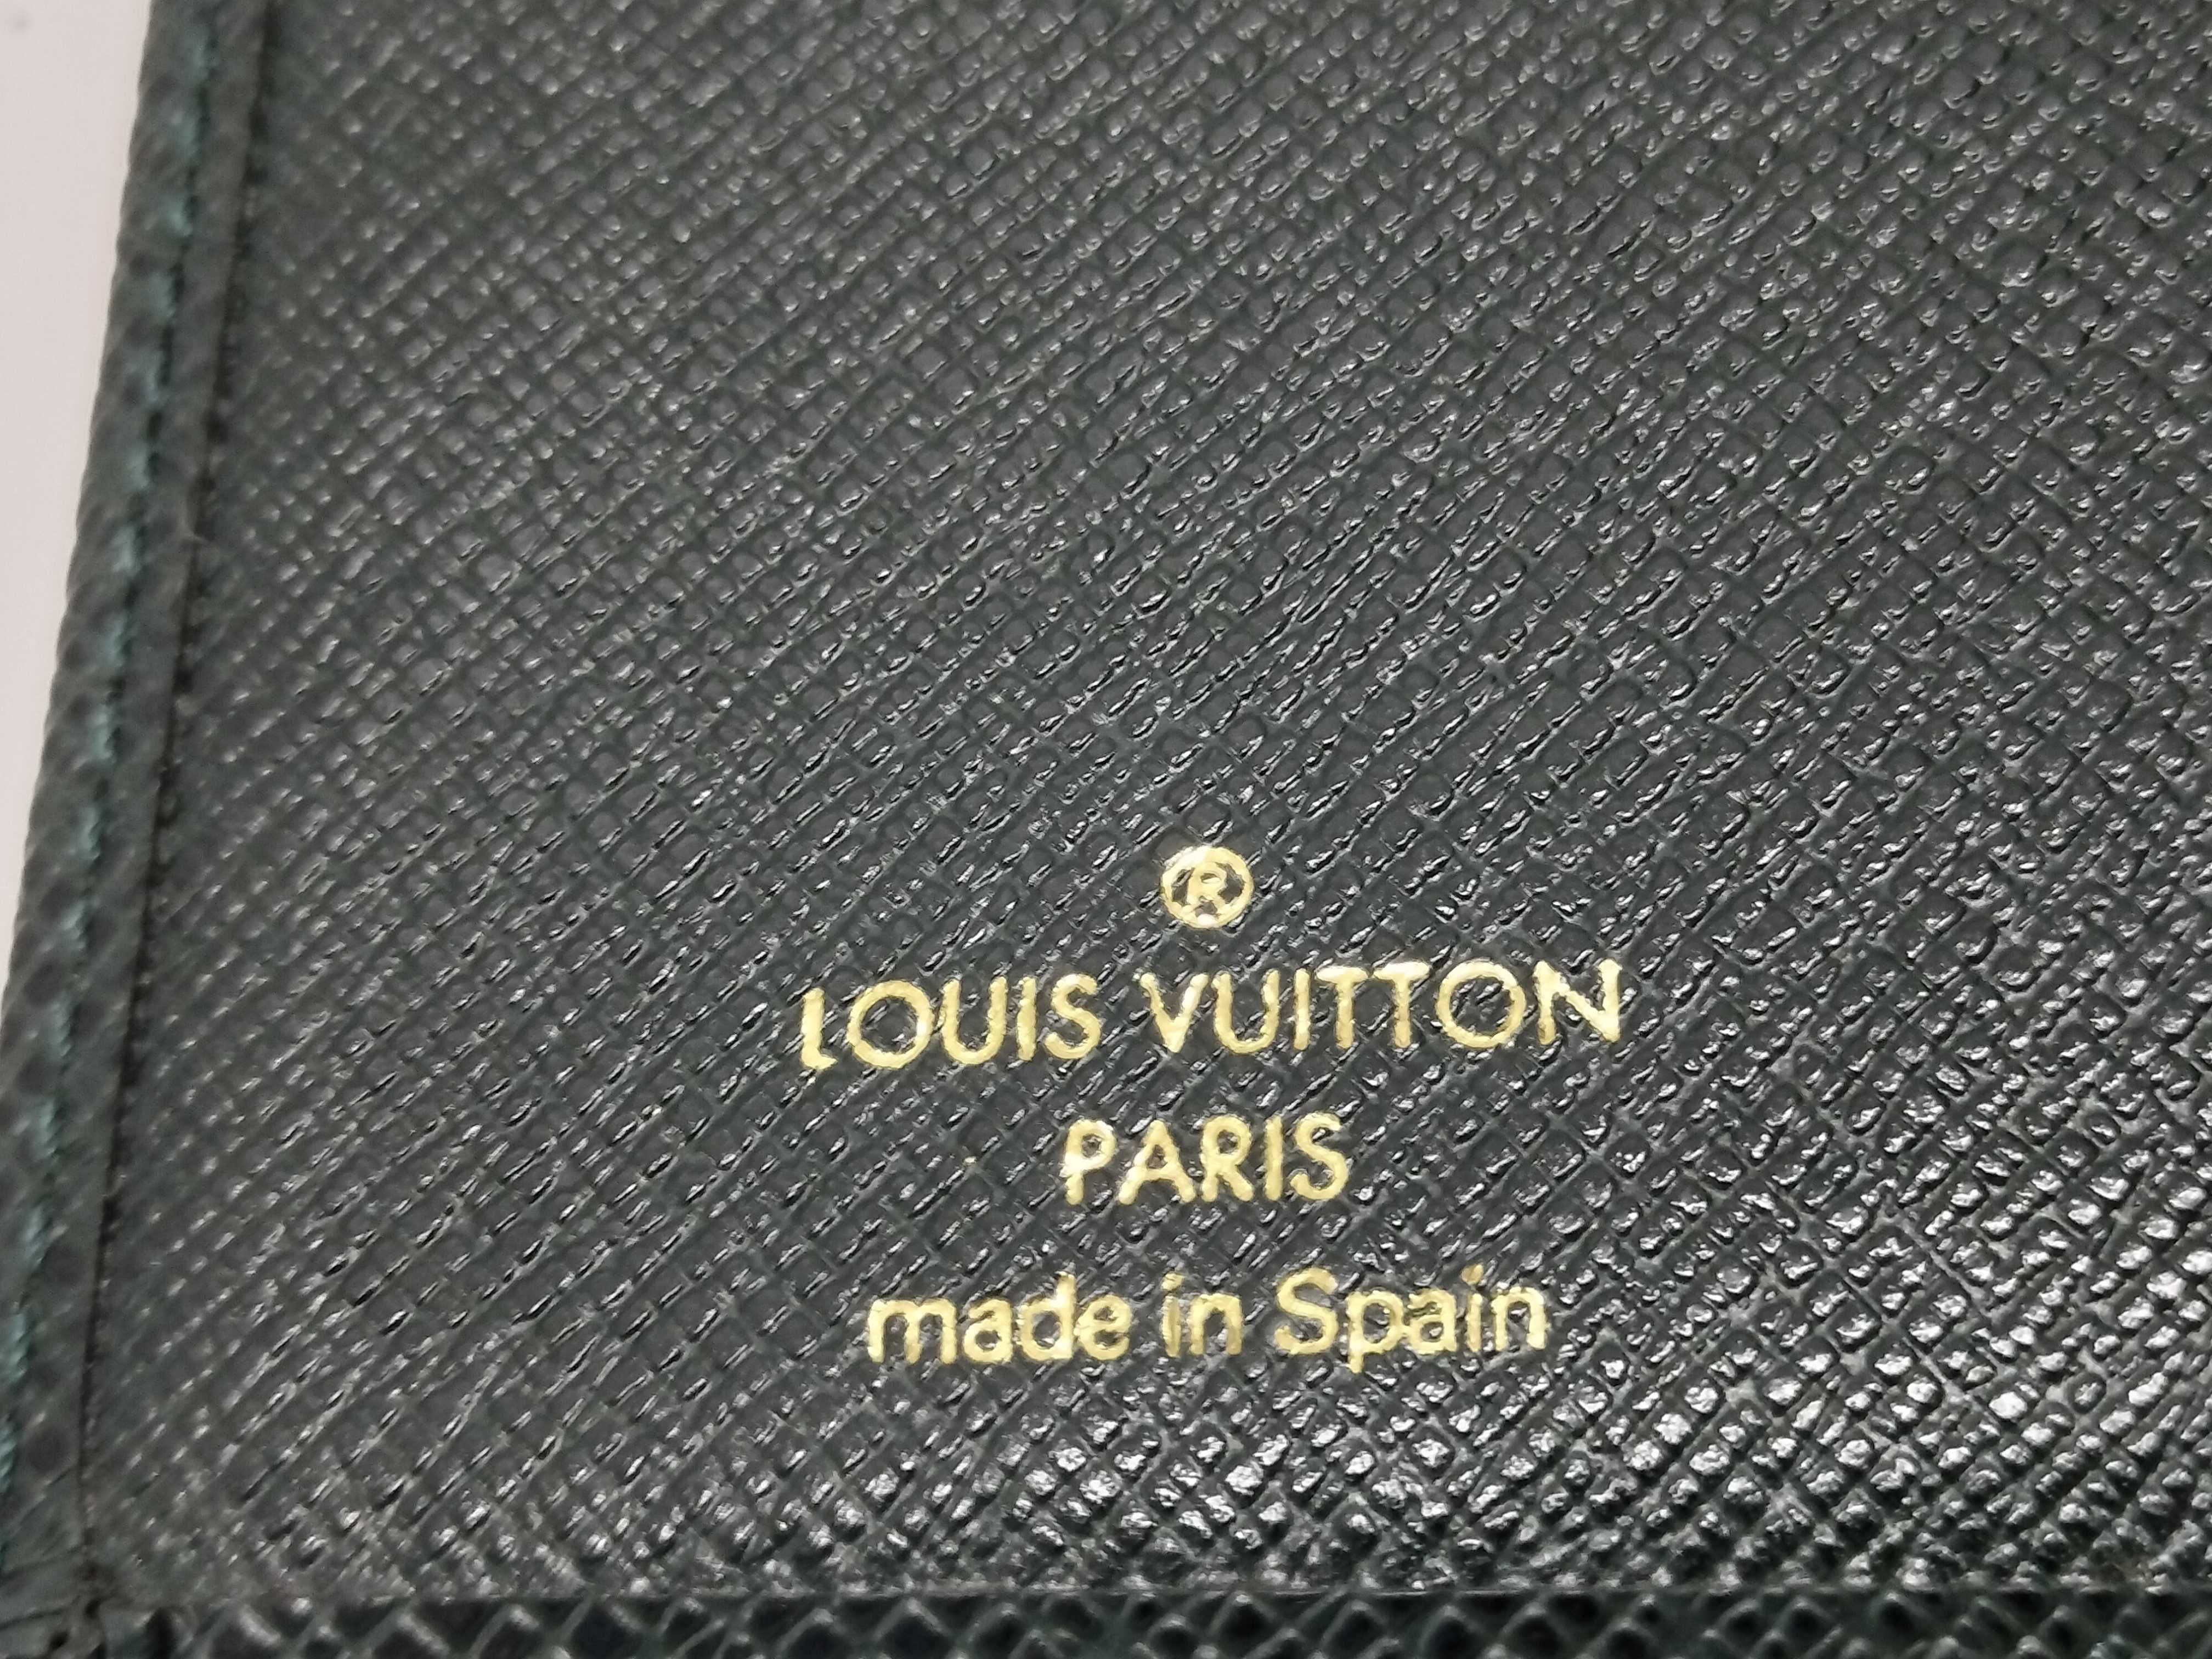 ®
LOUIS VUITTON
PARIS
made in Spain